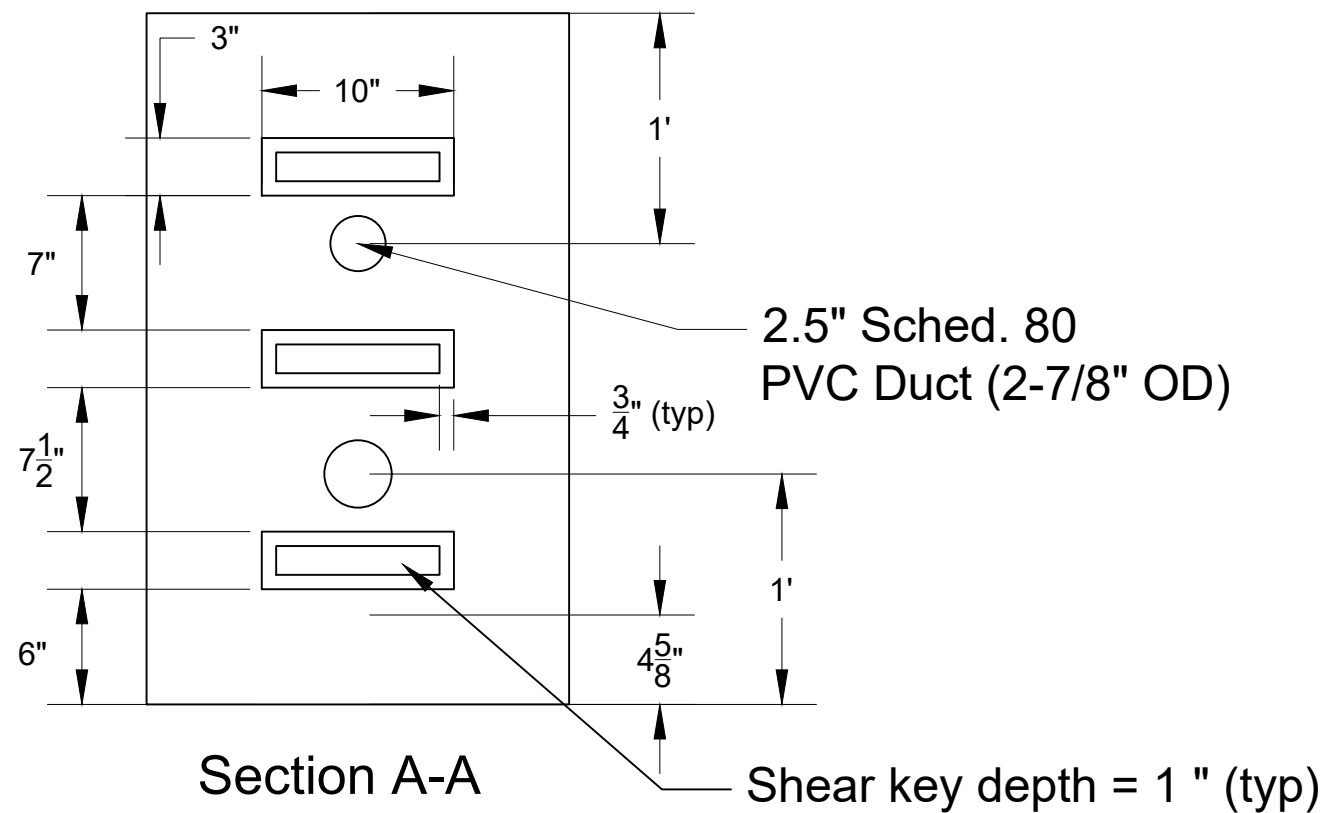 3"
10"
1'
7"
2.5" Sched. 80
PVC Duct (2-7/8" OD)
3/4" (typ)
7 1/2"
1'
6"
4 5/8"
Section A-A
Shear key depth = 1 " (typ)